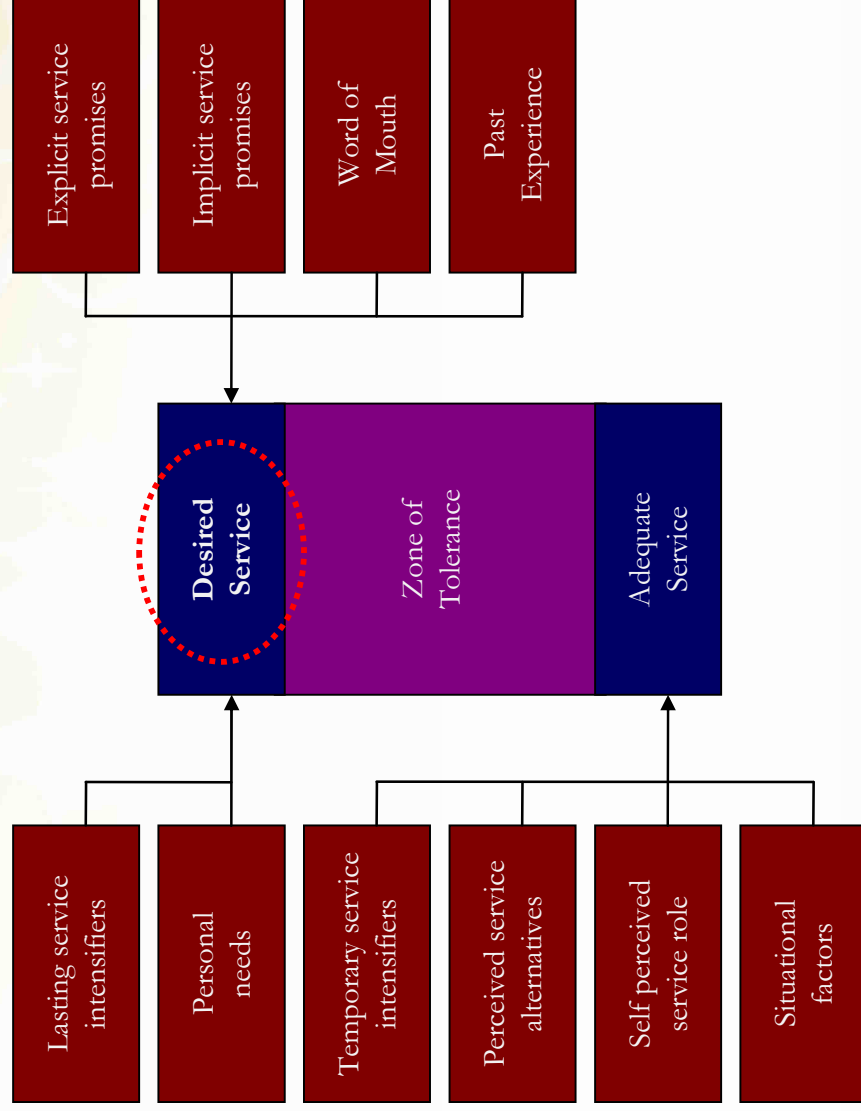 Explicit service
promises
Implicit service
promises
Word of
Mouth
Past
Experience
Desired
Service
Zone of
Tolerance
Adequate
Service
Lasting service
intensifiers
Personal
needs
Temporary service
intensifiers
Perceived service
alternatives
Self perceived
service role
Situational
factors